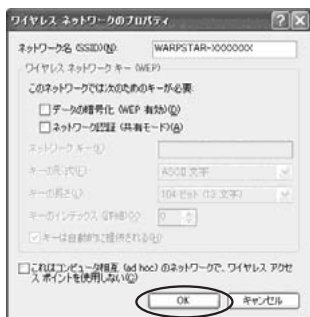 ワイヤレス ネットワークのプロパティ
ネットワーク名 (SSID)(N): WARPSTAR-XXXXXXX
ワイヤレス ネットワーク キー (WEP)
このネットワークでは次のためのキーが必要:
データの暗号化 (WEP 有効)(D)
ネットワーク認証 (共有モード)(A)
ネットワーク キー(K):
キーの形式(F): ASCII 文字
キーの長さ(L): 104 ビット (13 文字)
キーのインデックス (詳細)(X): 0
キーは自動的に提供される(H)
これはコンピュータ相互 (ad hoc) のネットワークで、ワイヤレス アクセ
ス ポイントを使用しない(C)
OK キャンセル